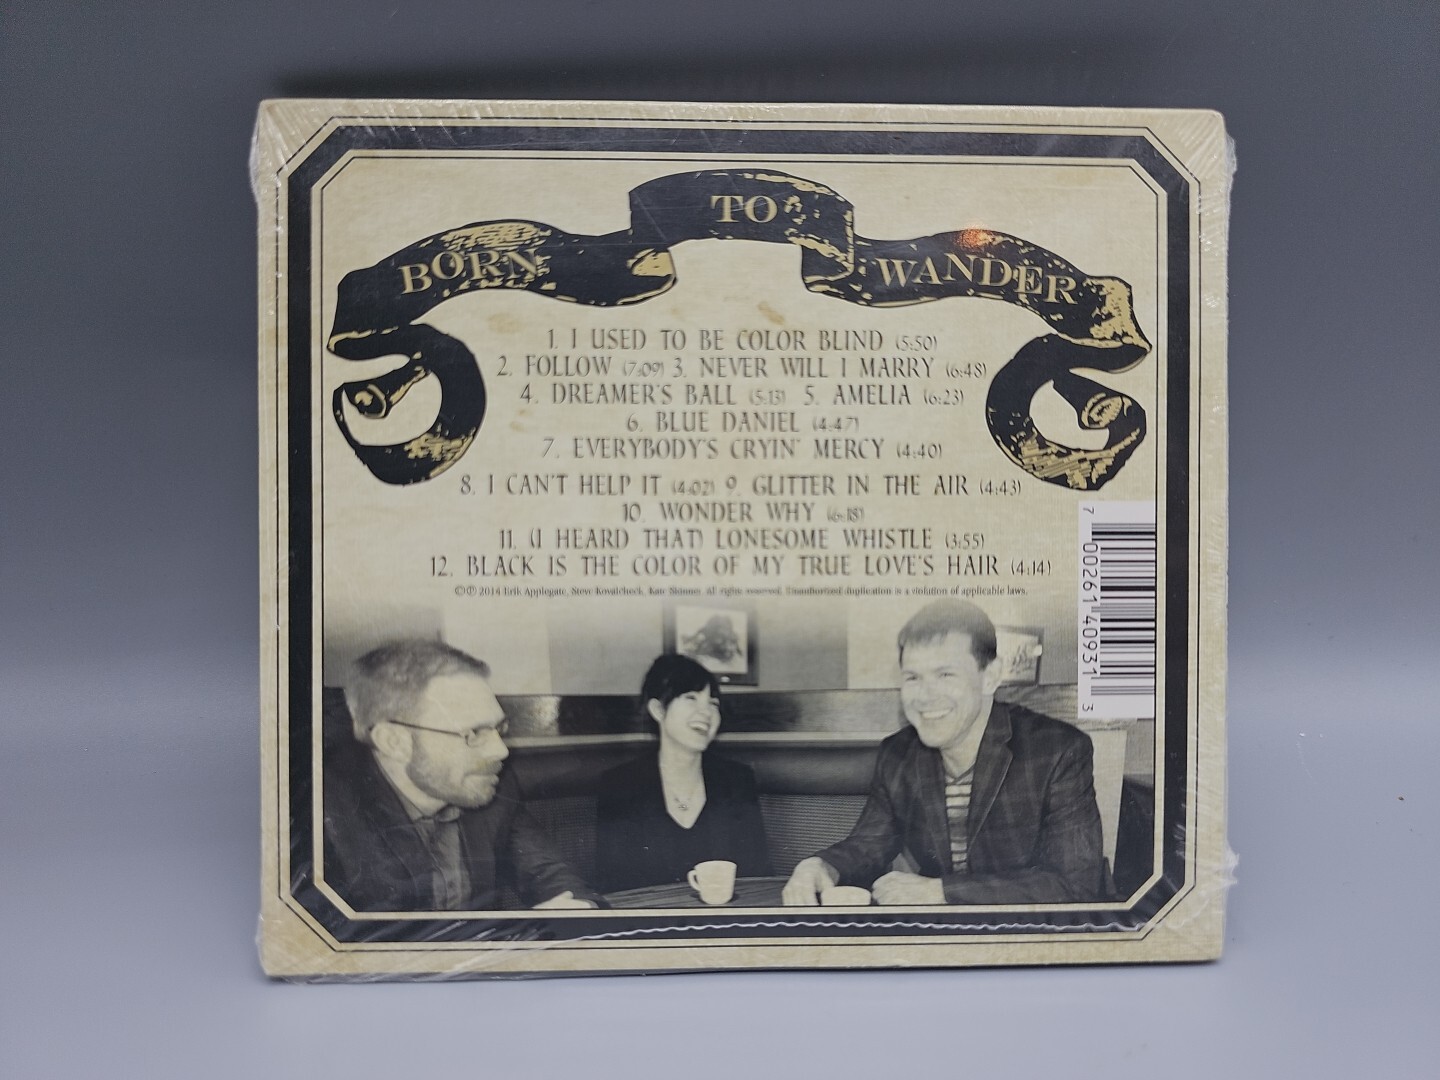 BORN TO WANDER
1. I USED TO BE COLOR BLIND (5:50)
2. FOLLOW (7:09) 3. NEVER WILL I MARRY (6:48)
4. DREAMER'S BALL (5:13) 5. AMELIA (6:23)
6. BLUE DANIEL (4:47)
7. EVERYBODY'S CRYIN' MERCY (4:40)
8. I CAN'T HELP IT (4:02) 9. GLITTER IN THE AIR (4:43)
10. WONDER WHY (6:18)
11. (I HEARD THAT) LONESOME WHISTLE (3:55)
12. BLACK IS THE COLOR OF MY TRUE LOVE'S HAIR (4:14)
©℗ 2014 Erik Applegate, Steve Kovalcheck, Kate Skinner. All rights reserved. Unauthorized duplication is a violation of applicable laws.
7 00261 40931 3